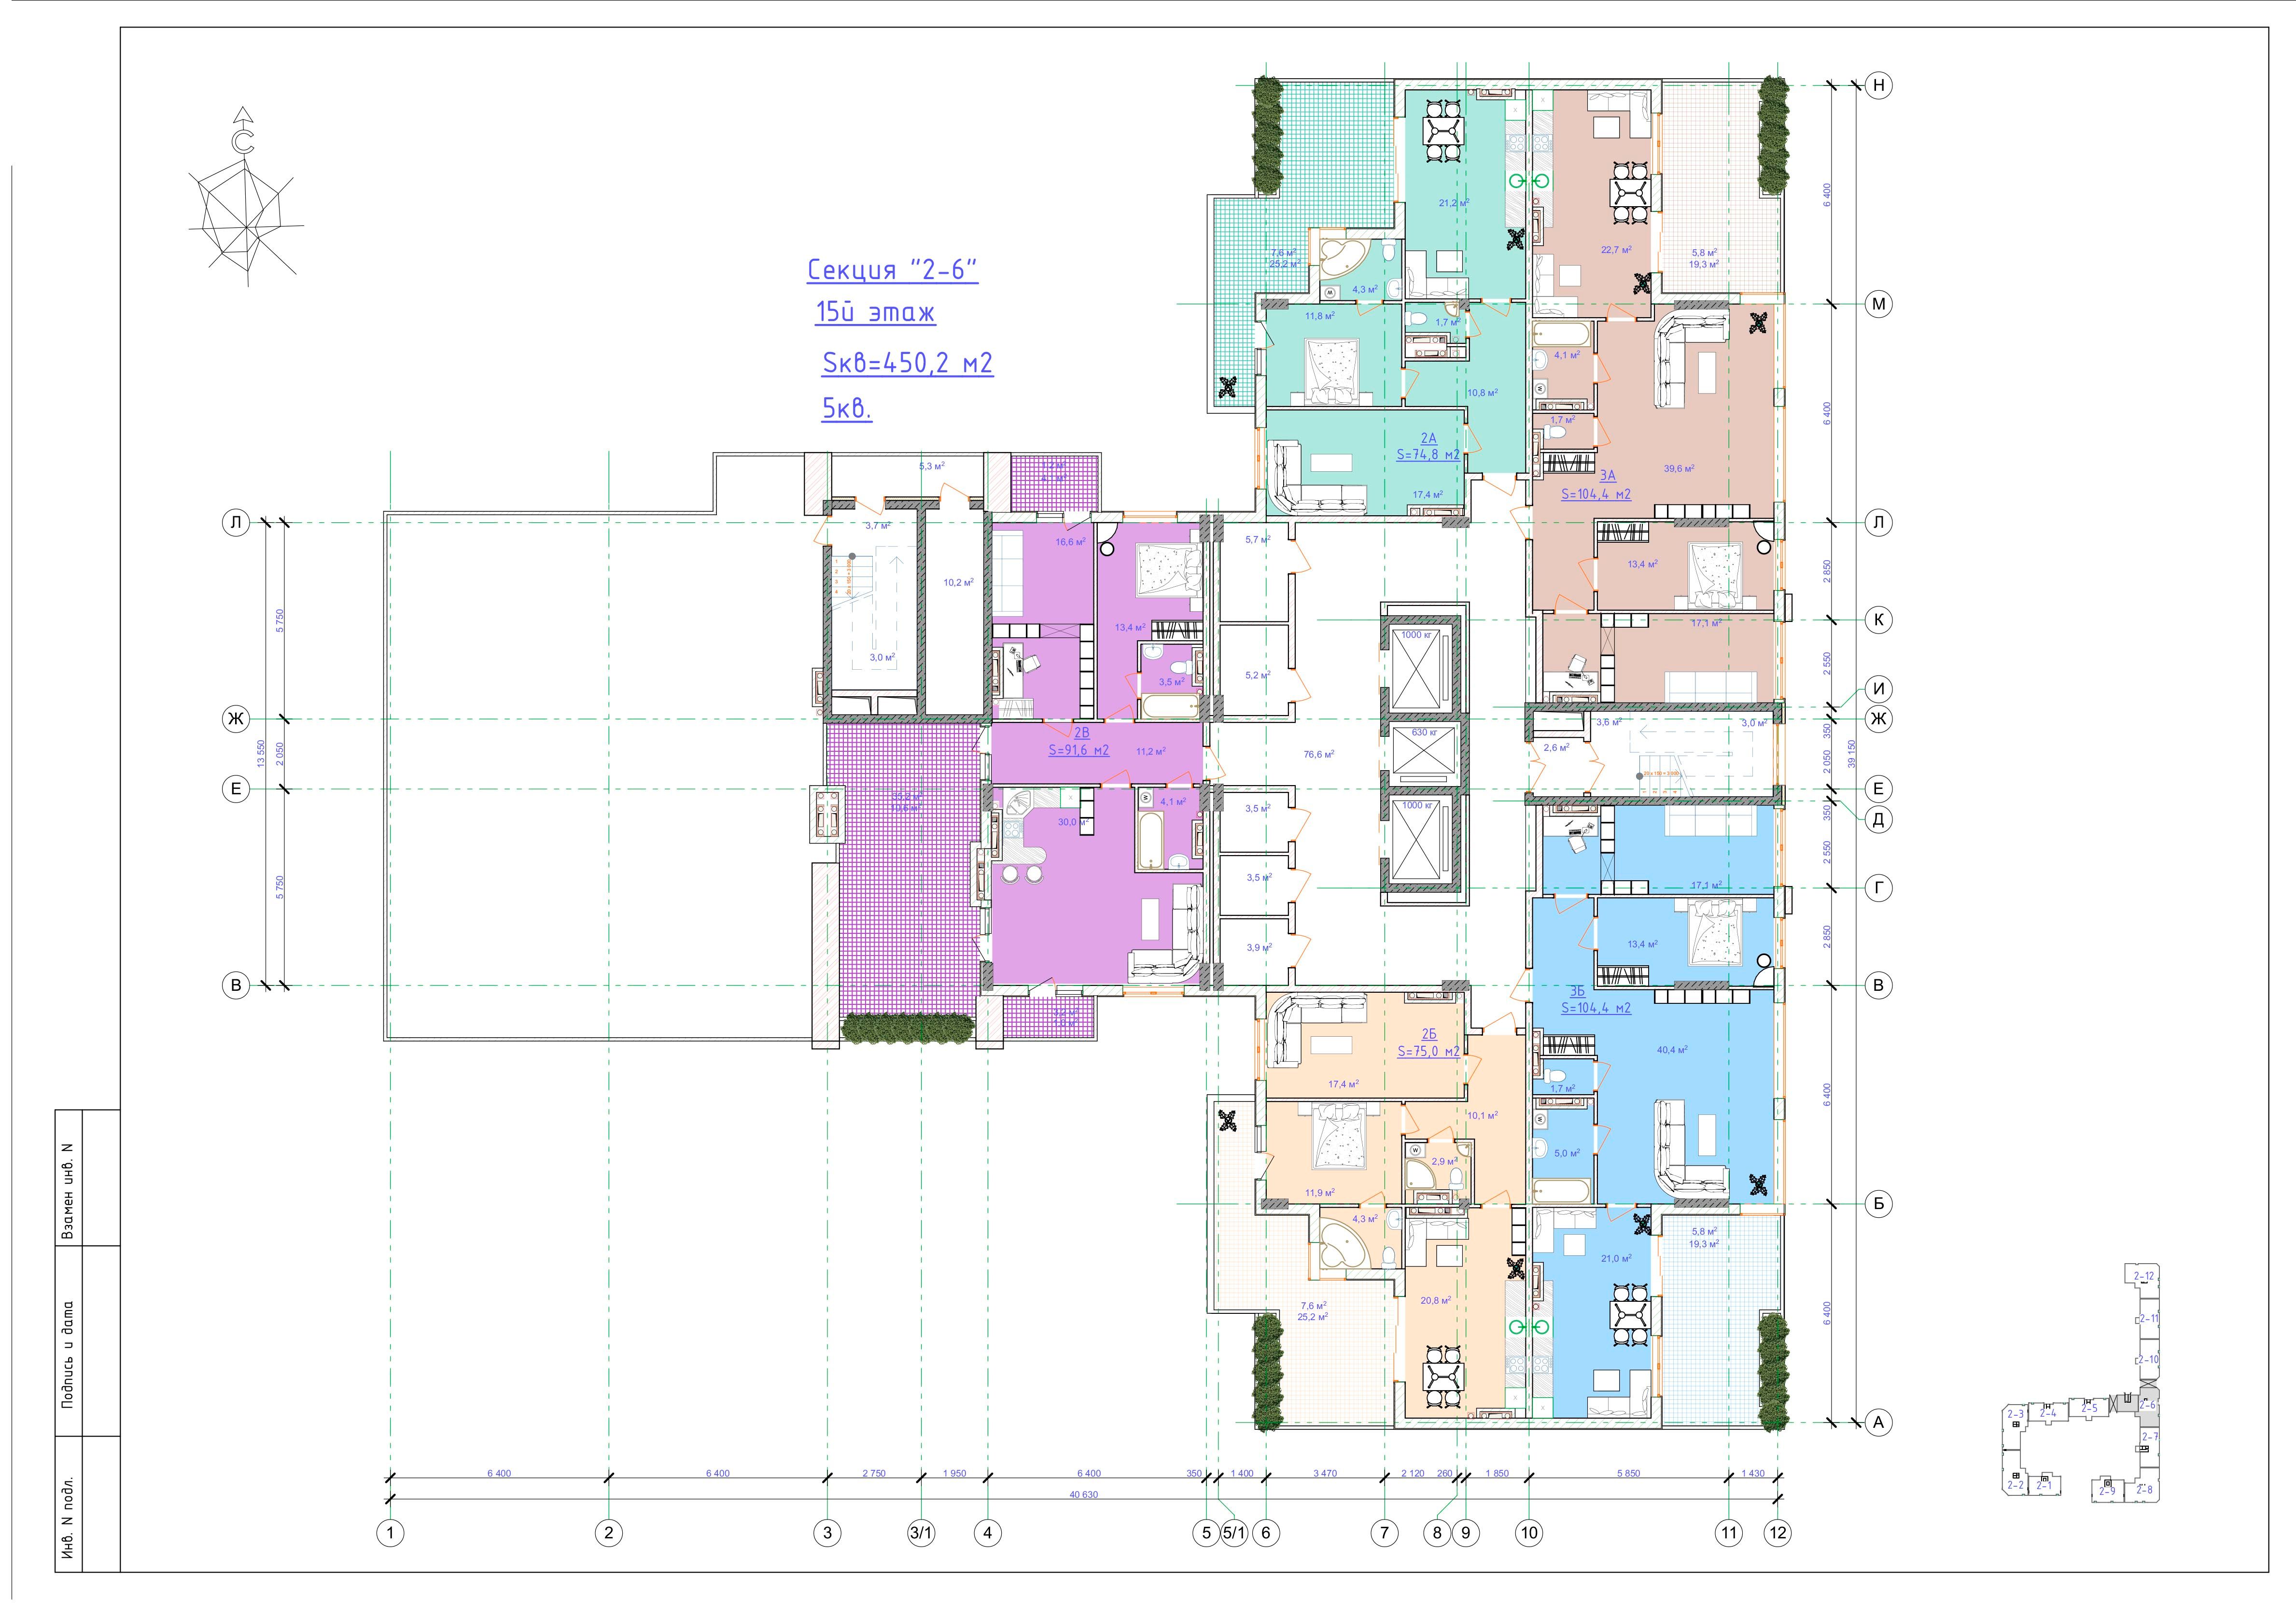 С
Секция "2-6"
15й этаж
Sкв=450,2 м2
5кв.
Н
М
Л
К
И
Ж
Е
Д
Г
В
Б
А
Л
Ж
Е
В
6 400
6 400
2 850
2 550
350
2 050
350
2 550
2 850
6 400
6 400
39 150
5 750
2 050
5 750
13 550
21,2 м²
7,6 м²
25,2 м²
4,3 м²
11,8 м²
1,7 м²
10,8 м²
2А
S=74,8 м2
17,4 м²
22,7 м²
5,8 м²
19,3 м²
4,1 м²
1,7 м²
39,6 м²
3А
S=104,4 м2
13,4 м²
17,1 м²
5,3 м²
3,7 м²
10,2 м²
3,0 м²
16,6 м²
13,4 м²
3,5 м²
2В
S=91,6 м2
11,2 м²
4,1 м²
30,0 м²
5,7 м²
5,2 м²
76,6 м²
3,5 м²
3,5 м²
3,9 м²
1000 кг
630 кг
1000 кг
3,6 м²
3,0 м²
2,6 м²
17,1 м²
13,4 м²
3Б
S=104,4 м2
40,4 м²
1,7 м²
5,0 м²
21,0 м²
5,8 м²
19,3 м²
2Б
S=75,0 м2
17,4 м²
10,1 м²
2,9 м²
11,9 м²
4,3 м²
7,6 м²
25,2 м²
20,8 м²
6 400
6 400
2 750
1 950
6 400
350
1 400
3 470
2 120
260
1 850
5 850
1 430
40 630
1
2
3
3/1
4
5
5/1
6
7
8
9
10
11
12
Взамен инв. N
Подпись и дата
Инв. N подл.
2-12
2-11
2-10
2-6
2-5
2-4
2-3
2-7
2-2
2-1
2-9
2-8